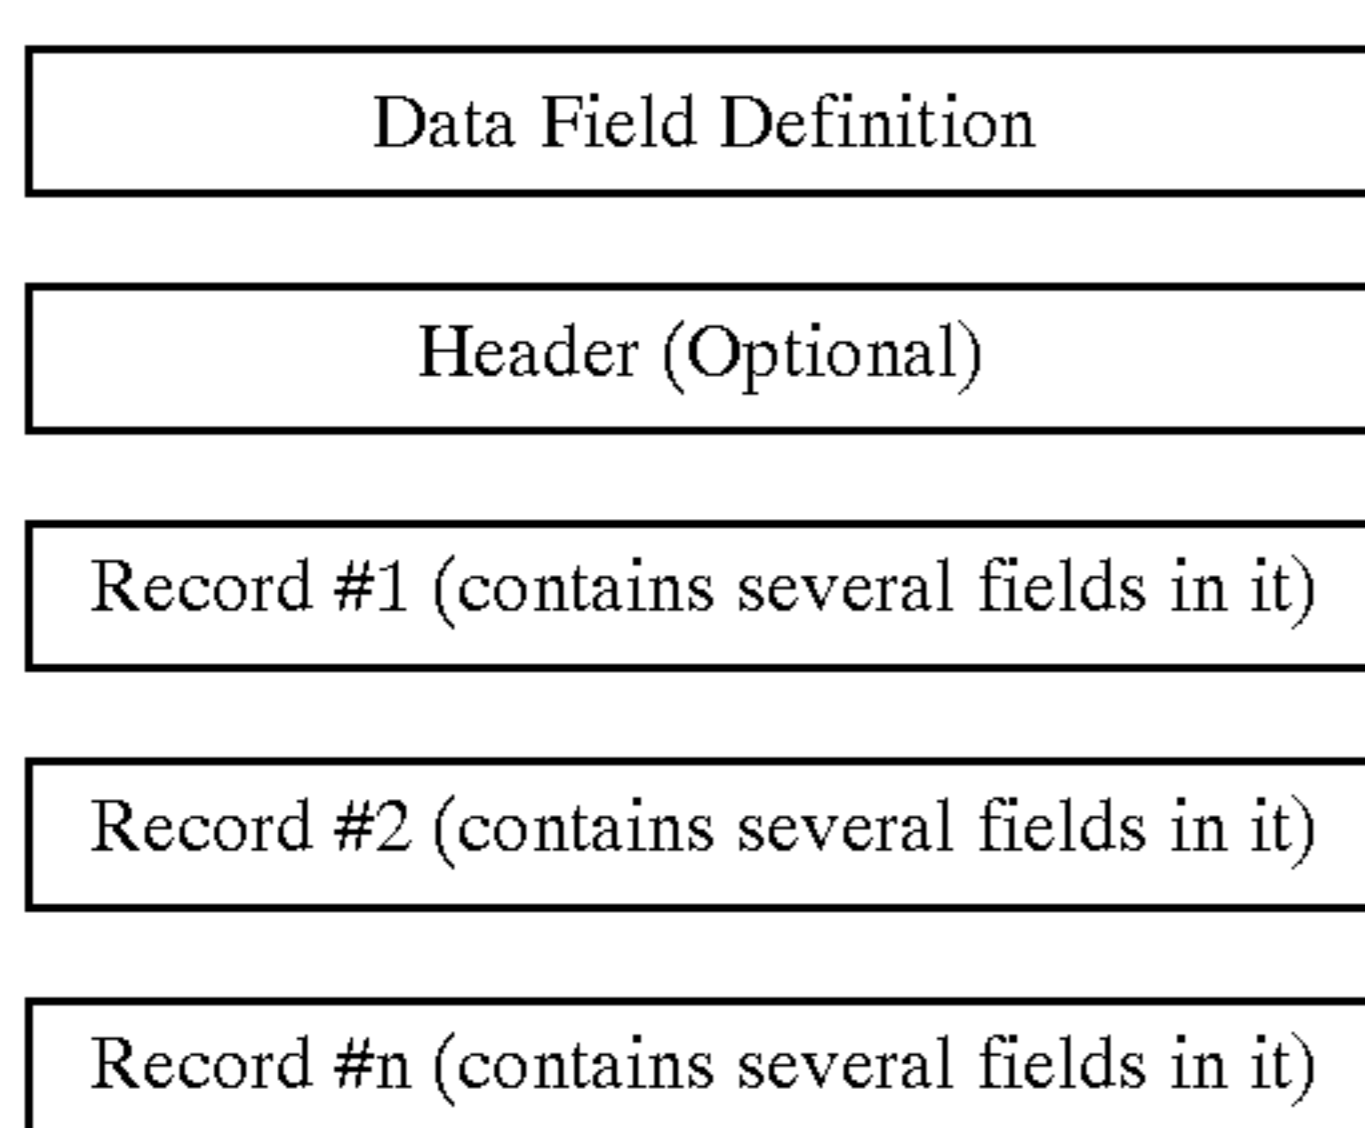 Data Field Definition
Header (Optional)
Record #1 (contains several fields in it)
Record #2 (contains several fields in it)
Record #n (contains several fields in it)